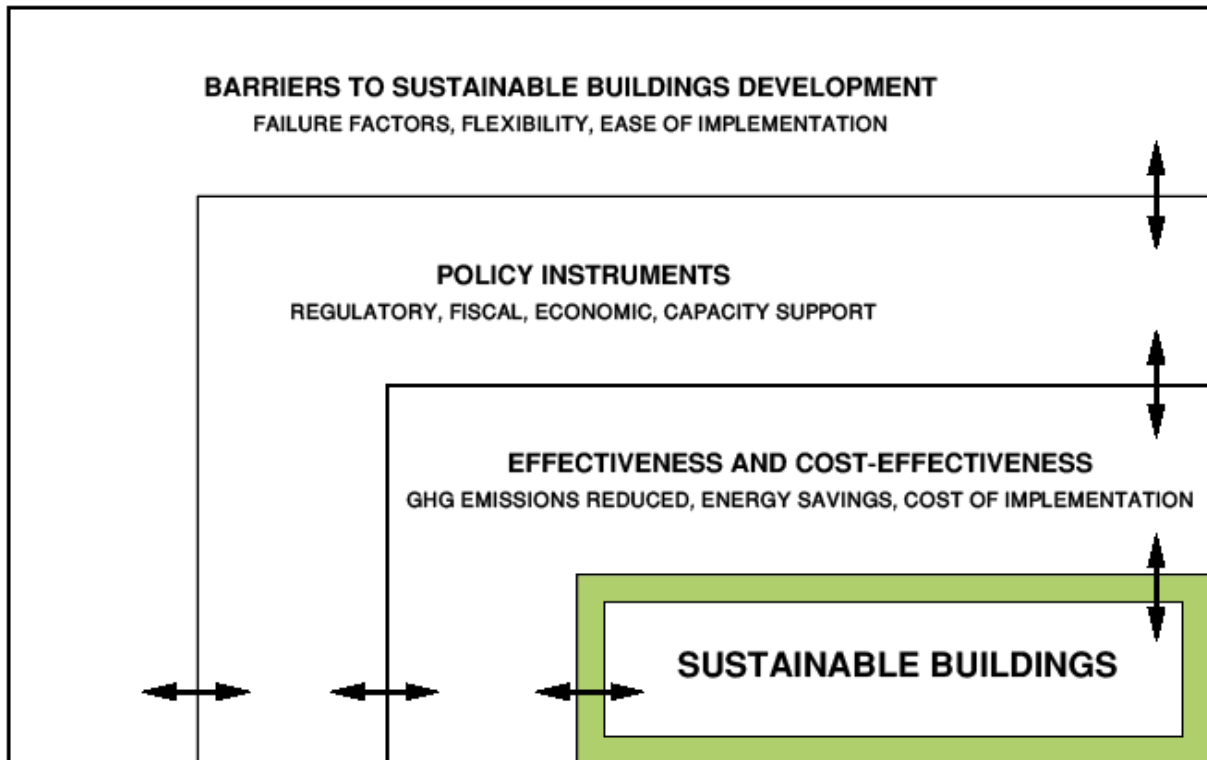 BARRIERS TO SUSTAINABLE BUILDINGS DEVELOPMENT
FAILURE FACTORS, FLEXIBILITY, EASE OF IMPLEMENTATION
POLICY INSTRUMENTS
REGULATORY, FISCAL, ECONOMIC, CAPACITY SUPPORT
EFFECTIVENESS AND COST-EFFECTIVENESS
GHG EMISSIONS REDUCED, ENERGY SAVINGS, COST OF IMPLEMENTATION
SUSTAINABLE BUILDINGS